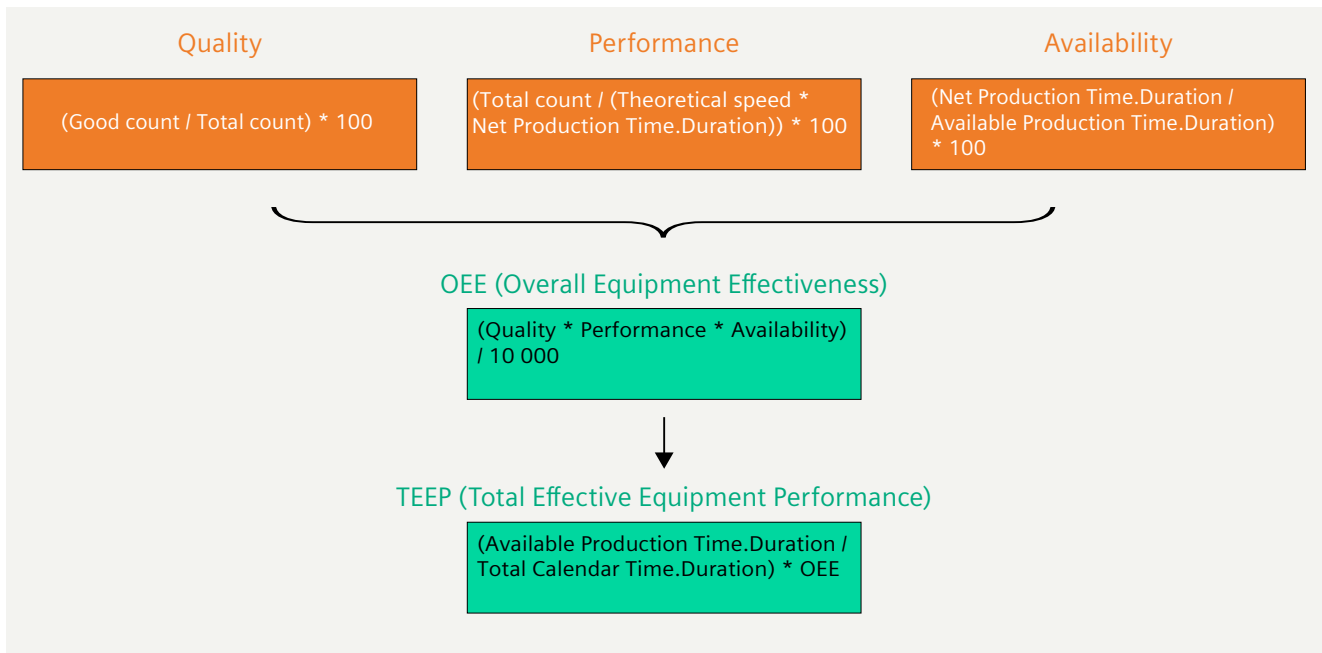 Quality
(Good count / Total count) * 100
Performance
(Total count / (Theoretical speed *
Net Production Time.Duration)) * 100
Availability
(Net Production Time.Duration /
Available Production Time.Duration)
* 100
OEE (Overall Equipment Effectiveness)
(Quality * Performance * Availability)
/ 10 000
TEEP (Total Effective Equipment Performance)
(Available Production Time.Duration /
Total Calendar Time.Duration) * OEE